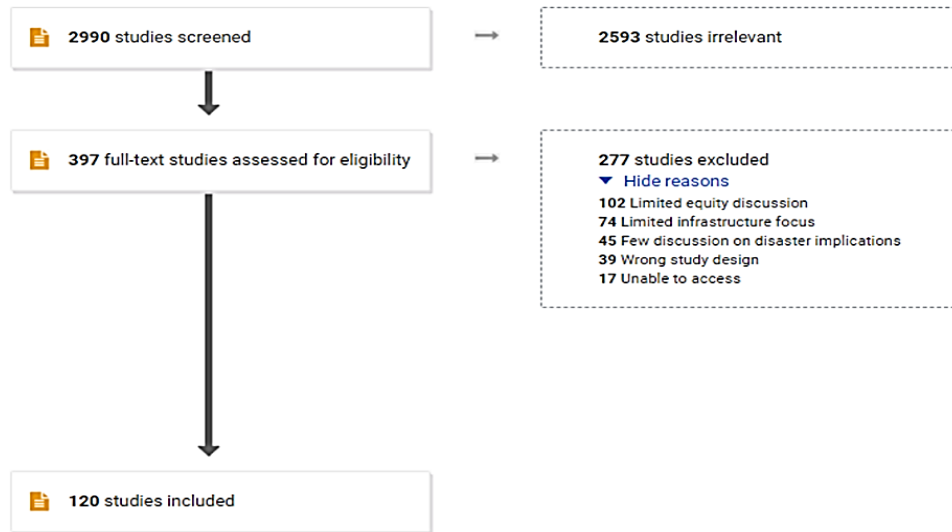 2990 studies screened
2593 studies irrelevant
397 full-text studies assessed for eligibility
277 studies excluded
Hide reasons
102 Limited equity discussion
74 Limited infrastructure focus
45 Few discussion on disaster implications
39 Wrong study design
17 Unable to access
120 studies included